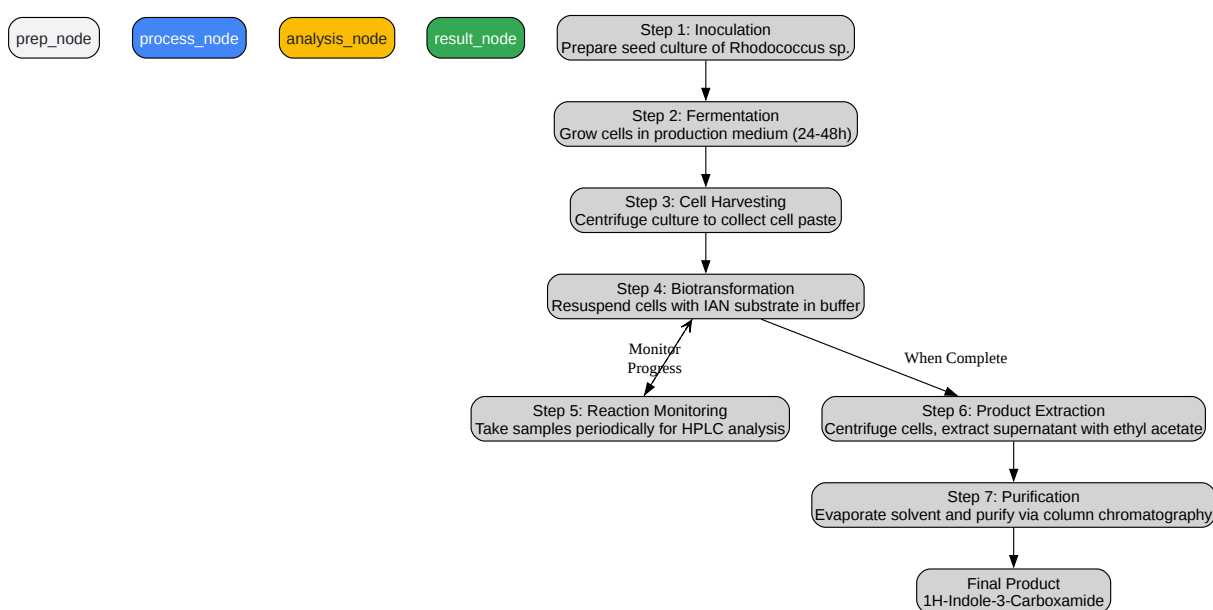 prep_node
process_node
analysis_node
result_node
Step 1: Inoculation
Prepare seed culture of Rhodococcus sp.
Step 2: Fermentation
Grow cells in production medium (24-48h)
Step 3: Cell Harvesting
Centrifuge culture to collect cell paste
Step 4: Biotransformation
Resuspend cells with IAN substrate in buffer
Monitor
Progress
When Complete
Step 5: Reaction Monitoring
Take samples periodically for HPLC analysis
Step 6: Product Extraction
Centrifuge cells, extract supernatant with ethyl acetate
Step 7: Purification
Evaporate solvent and purify via column chromatography
Final Product
1H-Indole-3-Carboxamide